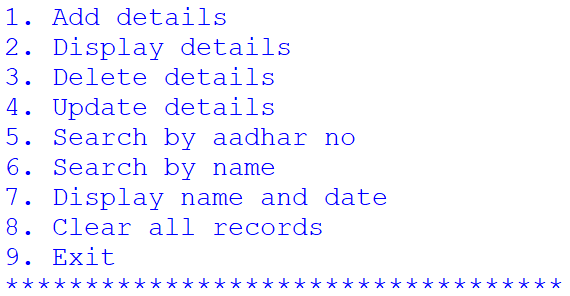 1. Add details
2. Display details
3. Delete details
4. Update details
5. Search by aadhar no
6. Search by name
7. Display name and date
8. Clear all records
9. Exit
***********************************